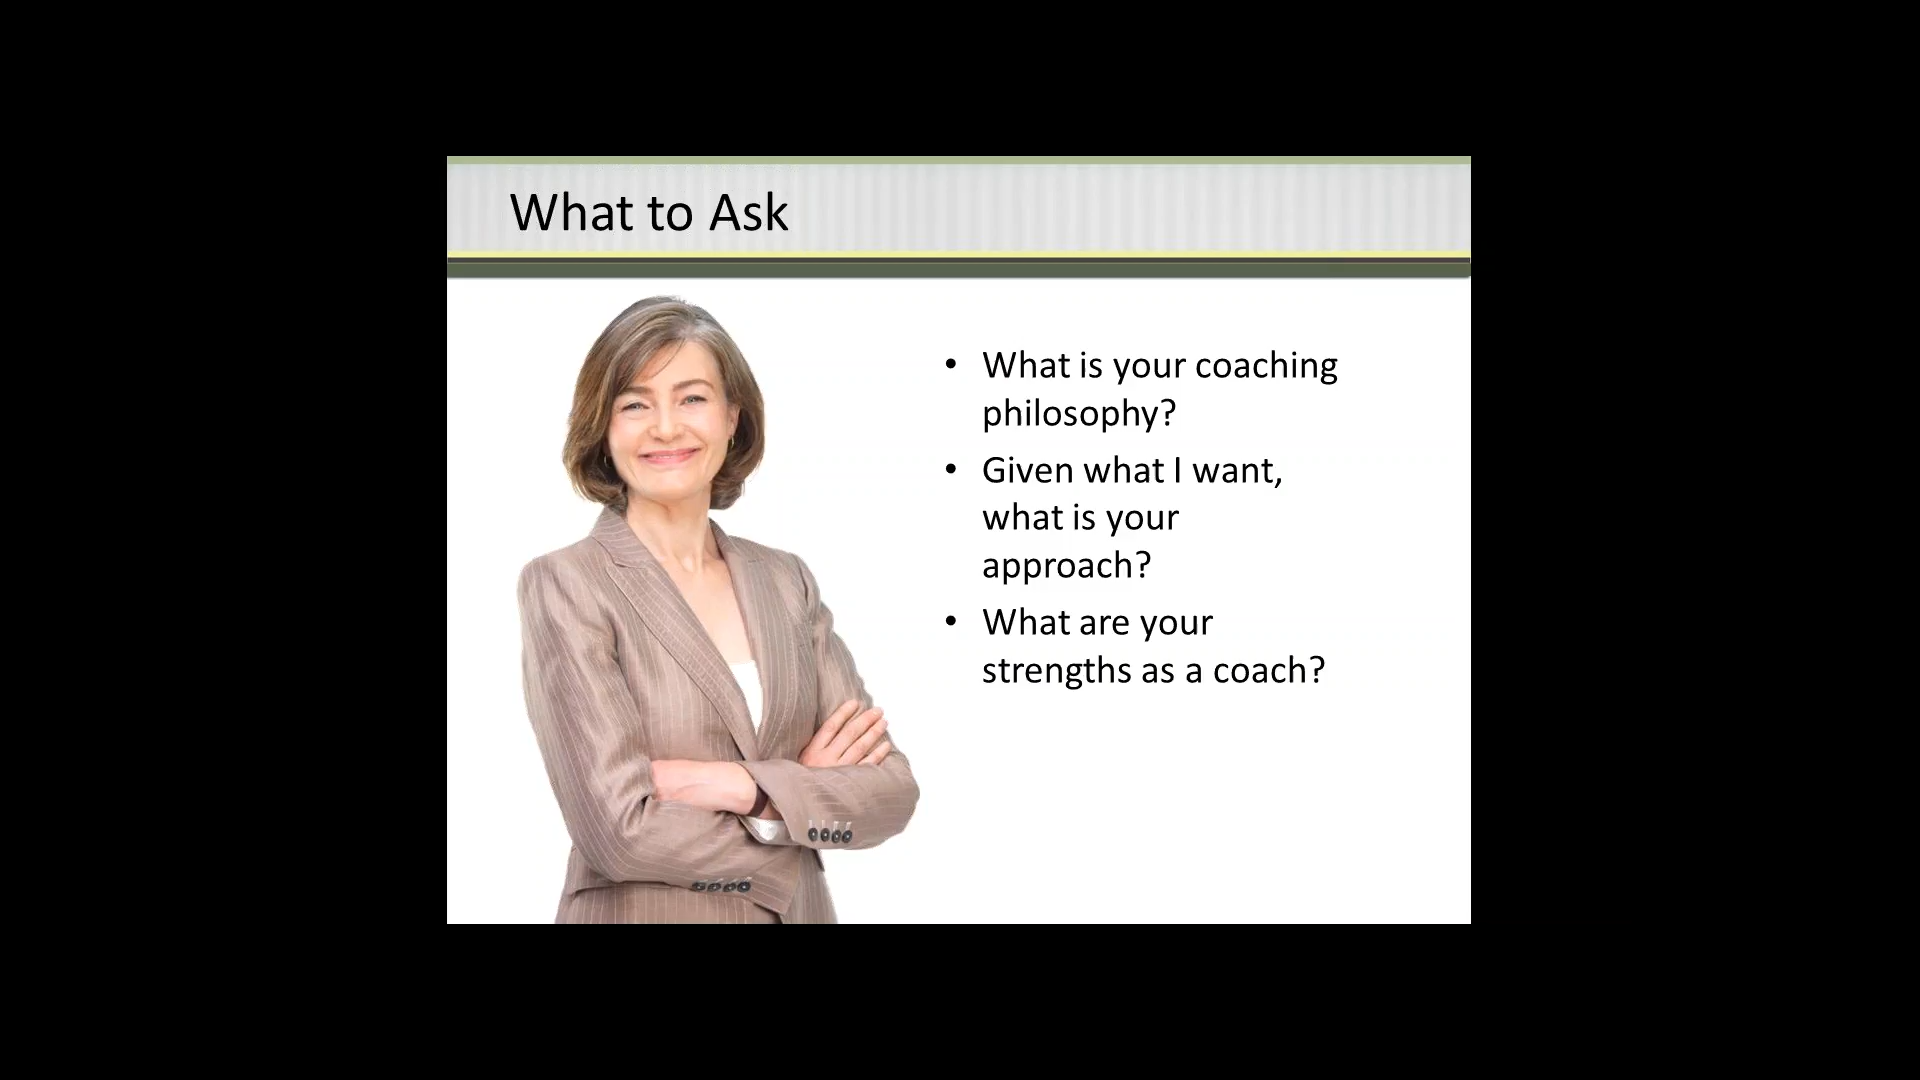 What to Ask
• What is your coaching
philosophy?
• Given what I want,
what is your
approach?
• What are your
strengths as a coach?